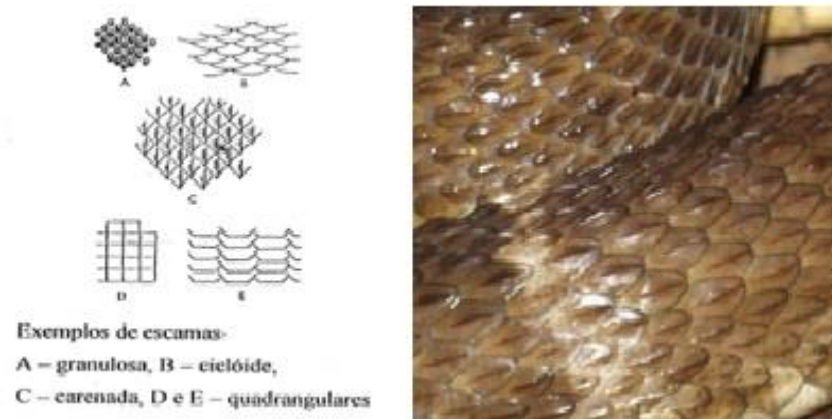 A
B
C
D
E
Exemplos de escamas-
A – granulosa, B – ciclóide,
C – carenada, D e E – quadrangulares